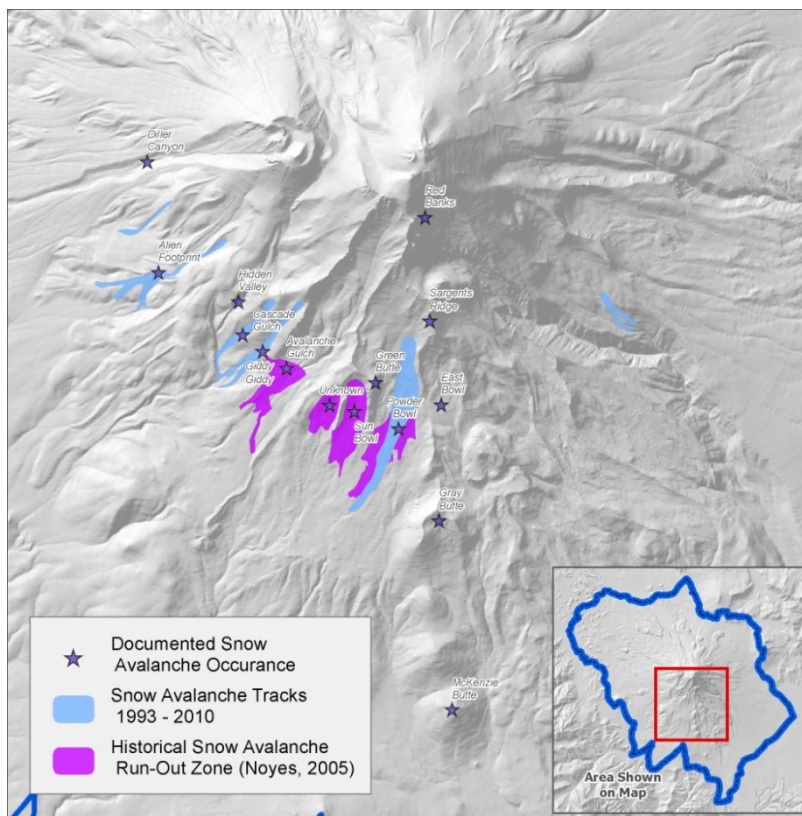 Diller
Canyon
Red
Banks
Alien
Footprint
Hidden
Valley
Sargents
Ridge
Cascade
Gulch
Avalanche
Gulch
Giddy
Giddy
Green
Butte
Unknown
East
Bowl
Powder
Bowl
Sun
Bowl
Gray
Butte
McKenzie
Butte
Documented Snow
Avalanche Occurance
Snow Avalanche Tracks
1993 - 2010
Historical Snow Avalanche
Run-Out Zone (Noyes, 2005)
Area Shown
on Map